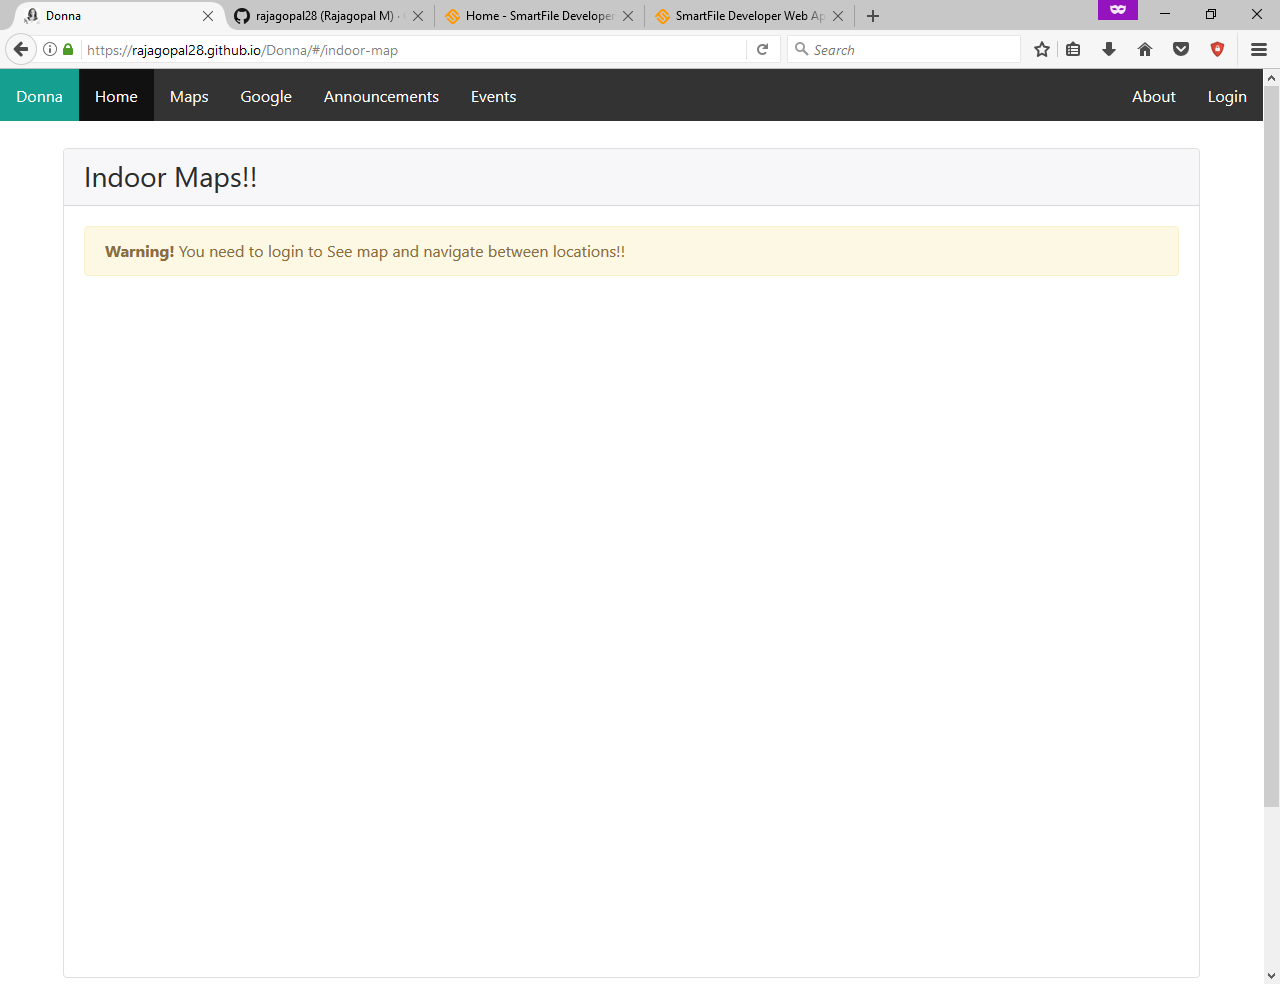 Donna
rajagopal28 (Rajagopal M) ·
Home - SmartFile Developer
SmartFile Developer Web Ap
https://rajagopal28.github.io/Donna/#/indoor-map
Search
Donna Home Maps Google Announcements Events About Login
Indoor Maps!!
Warning! You need to login to See map and navigate between locations!!